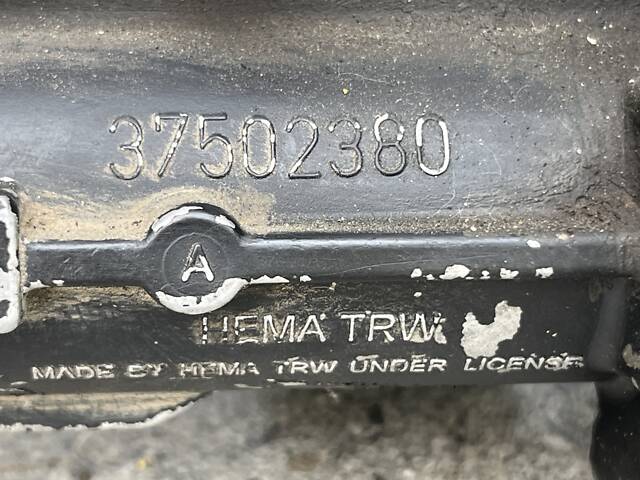 37502380
A
HEMA TRW
MADE BY HEMA TRW UNDER LICENSE